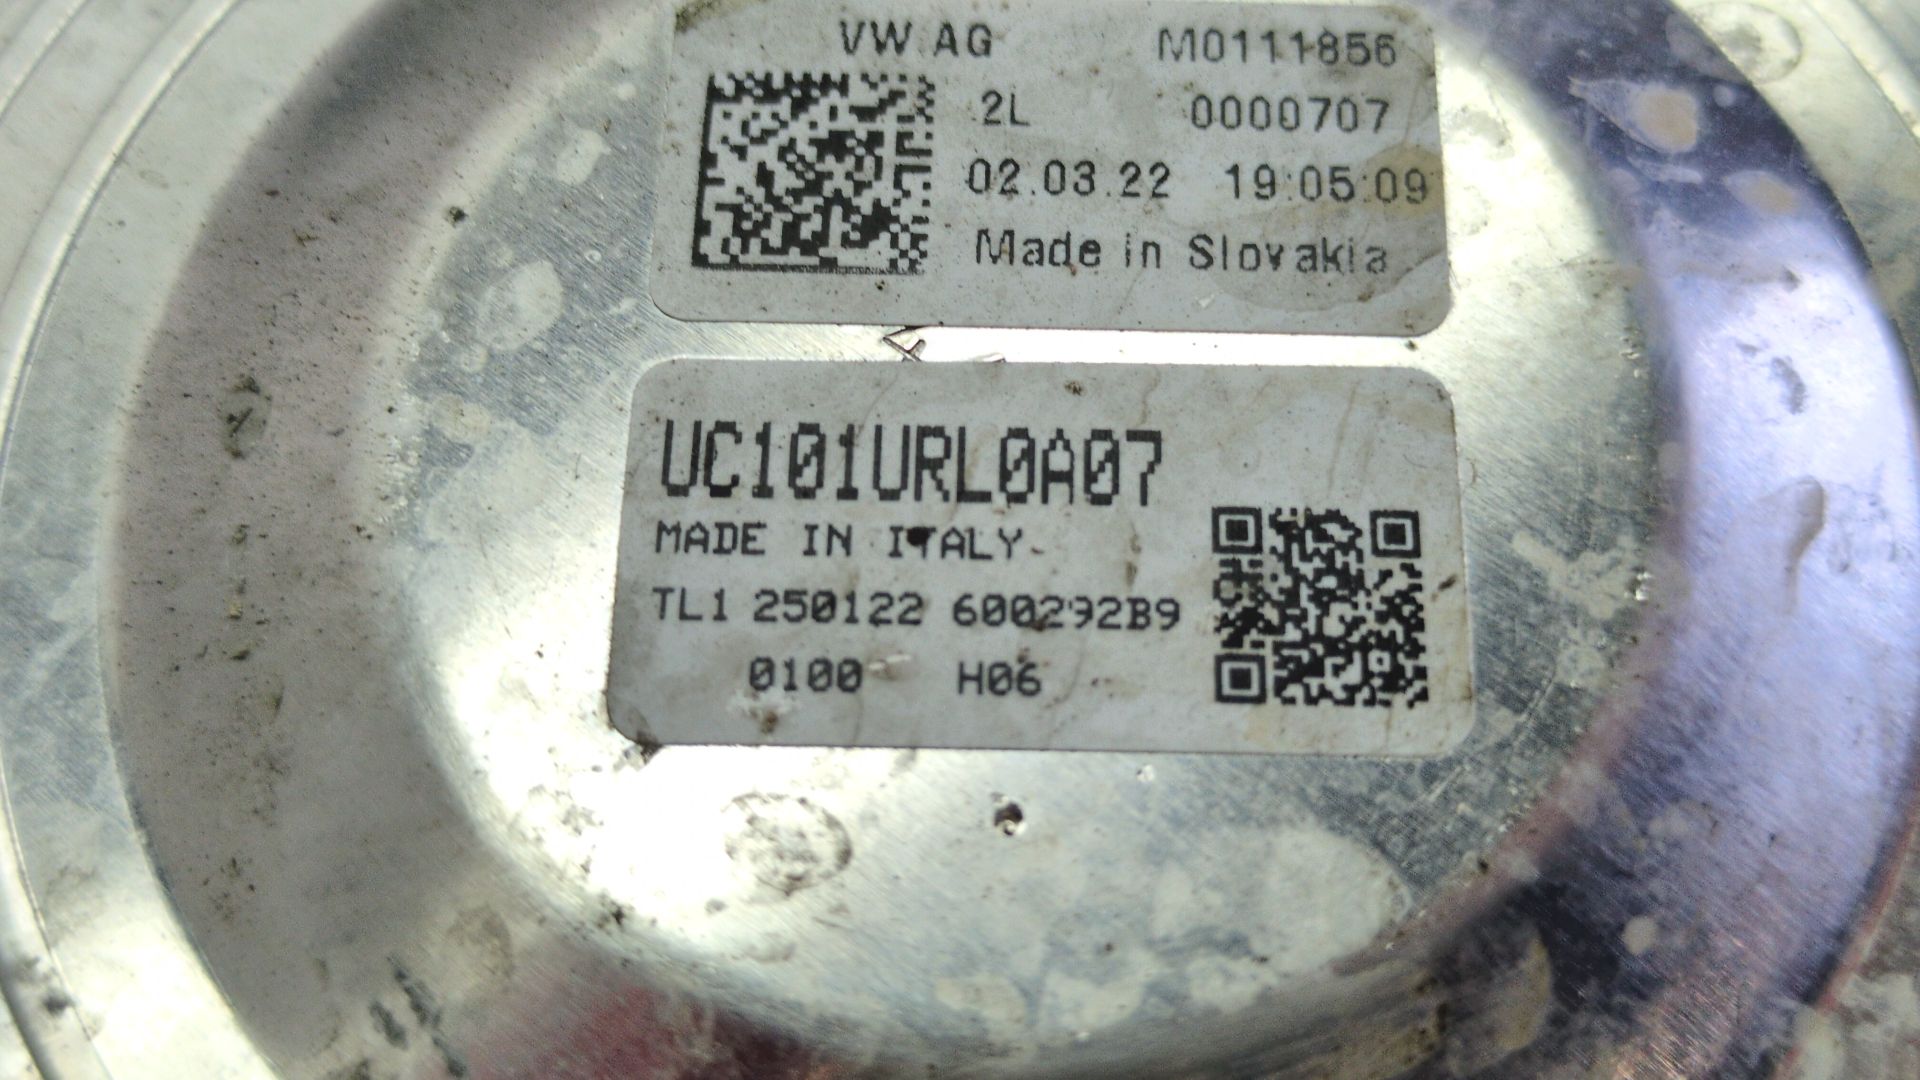 VW AG M0111856
2L 0000707
02.03.22 19:05:09
Made in Slovakia
UC101URL0A07
MADE IN ITALY
TL1 250122 600292B9
0100 H06